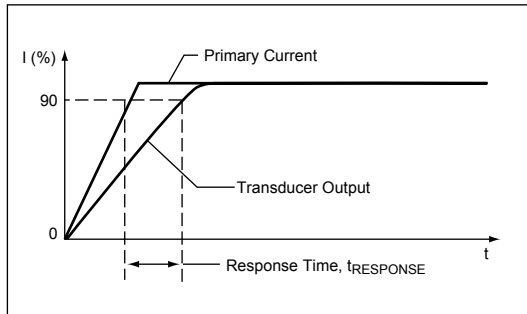 I (%)
Primary Current
90
Transducer Output
0
t
Response Time, tRESPONSE